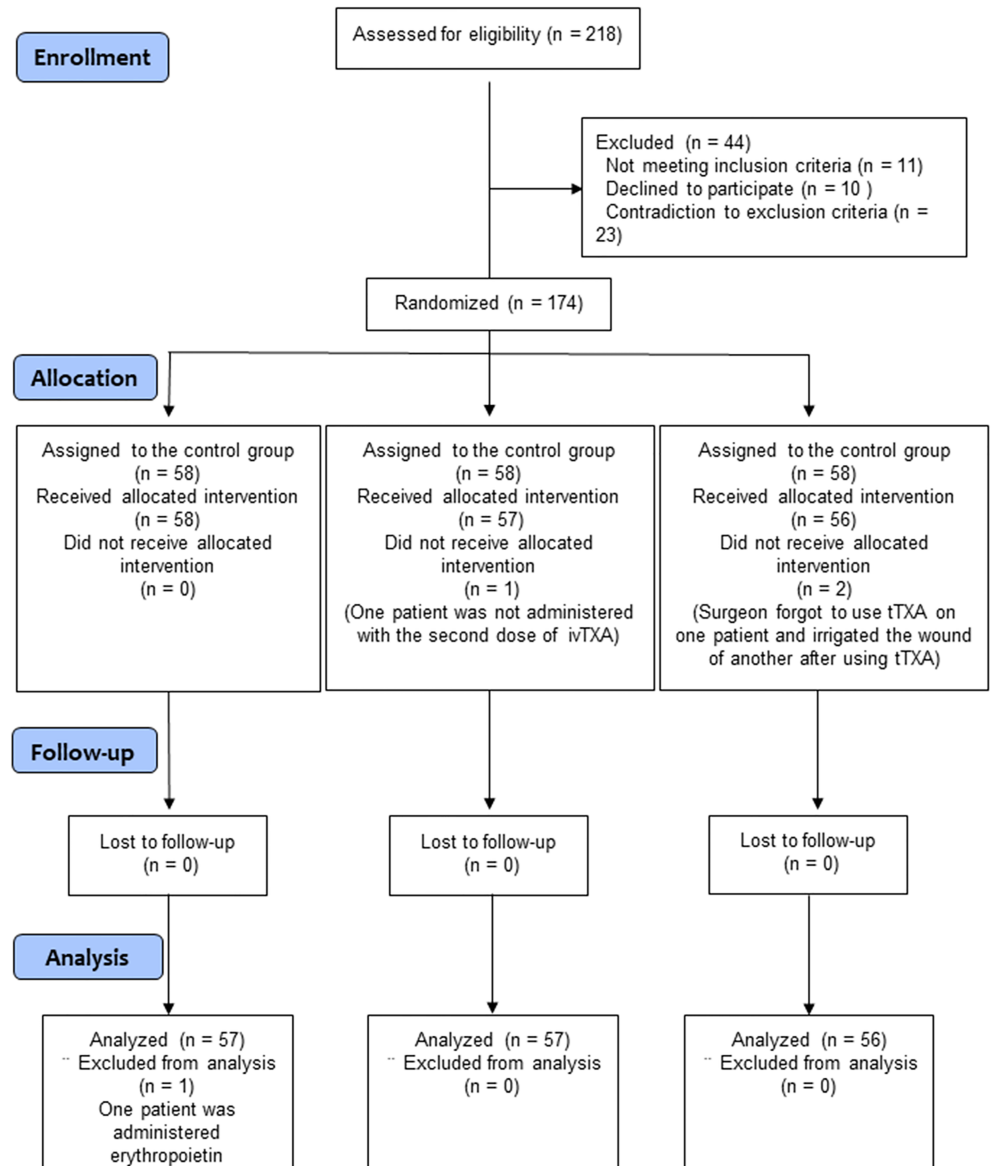 Assessed for eligibility (n = 218)
Enrollment
Excluded (n = 44)
Not meeting inclusion criteria (n = 11)
Declined to participate (n = 10 )
Contradiction to exclusion criteria (n =
23)
Randomized (n = 174)
Allocation
Assigned to the control group
(n = 58)
Received allocated intervention
(n = 58)
Did not receive allocated
intervention
(n = 0)
Assigned to the control group
(n = 58)
Received allocated intervention
(n = 57)
Did not receive allocated
intervention
(n = 1)
(One patient was not administered
with the second dose of ivTXA)
Assigned to the control group
(n = 58)
Received allocated intervention
(n = 56)
Did not receive allocated
intervention
(n = 2)
(Surgeon forgot to use tTXA on
one patient and irrigated the wound
of another after using tTXA)
Follow-up
Lost to follow-up
(n = 0)
Lost to follow-up
(n = 0)
Lost to follow-up
(n = 0)
Analysis
Analyzed (n = 57)
¨ Excluded from analysis
(n = 1)
One patient was
administered
erythropoietin
Analyzed (n = 57)
¨ Excluded from analysis
(n = 0)
Analyzed (n = 56)
¨ Excluded from analysis
(n = 0)